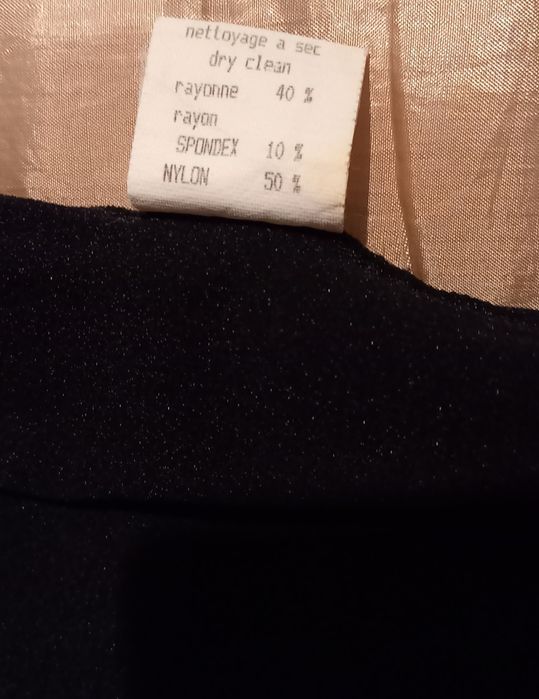 nettoyage a sec
dry clean
rayonne 40 %
rayon
SPONDEX 10 %
NYLON 50 %